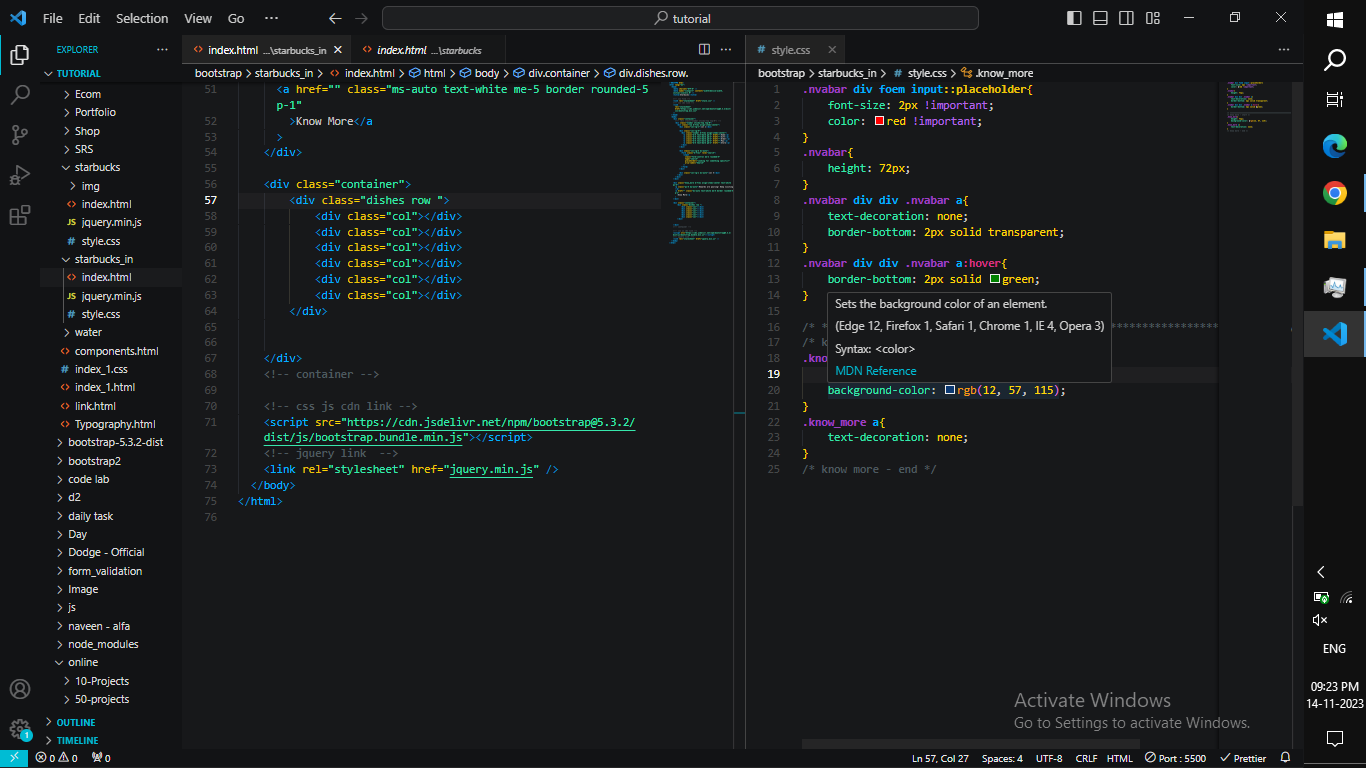 File Edit Selection View Go ··· tutorial
EXPLORER ···
TUTORIAL
Ecom
Portfolio
Shop
SRS
starbucks
img
index.html
JS jquery.min.js
# style.css
starbucks_in
index.html
JS jquery.min.js
# style.css
water
components.html
# index_1.css
index_1.html
link.html
Typography.html
bootstrap-5.3.2-dist
bootstrap2
code lab
d2
daily task
Day
Dodge - Official
form_validation
Image
js
naveen - alfa
node_modules
online
10-Projects
50-projects
OUTLINE
TIMELINE
index.html ...\starbucks_in
index.html ...\starbucks
bootstrap > starbucks_in > index.html > html > body > div.container > div.dishes.row.
51 <a href="" class="ms-auto text-white me-5 border rounded-5
p-1"
52 >Know More</a
53 >
54 </div>
55
56 <div class="container">
57 <div class="dishes row ">
58 <div class="col"></div>
59 <div class="col"></div>
60 <div class="col"></div>
61 <div class="col"></div>
62 <div class="col"></div>
63 <div class="col"></div>
64 </div>
65
66
67 </div>
68 <!-- container -->
69
70 <!-- css js cdn link -->
71 <script src="https://cdn.jsdelivr.net/npm/bootstrap@5.3.2/
dist/js/bootstrap.bundle.min.js"></script>
72 <!-- jquery link  -->
73 <link rel="stylesheet" href="jquery.min.js" />
74 </body>
75 </html>
76
# style.css
bootstrap > starbucks_in > # style.css > .know_more
1 .nvabar div foem input::placeholder{
2 font-size: 2px !important;
3 color: red !important;
4 }
5 .nvabar{
6 height: 72px;
7 }
8 .nvabar div div .nvabar a{
9 text-decoration: none;
10 border-bottom: 2px solid transparent;
11 }
12 .nvabar div div .nvabar a:hover{
13 border-bottom: 2px solid green;
14 }
15
Sets the background color of an element.
(Edge 12, Firefox 1, Safari 1, Chrome 1, IE 4, Opera 3)
Syntax: <color>
MDN Reference
16 /* *
17 /* k
18 .kno
19
20 background-color: rgb(12, 57, 115);
21 }
22 .know_more a{
23 text-decoration: none;
24 }
25 /* know more - end */
Activate Windows
Go to Settings to activate Windows.
1
0 0 0
Ln 57, Col 27 Spaces: 4 UTF-8 CRLF HTML Port : 5500 Prettier
ENG
09:23 PM
14-11-2023